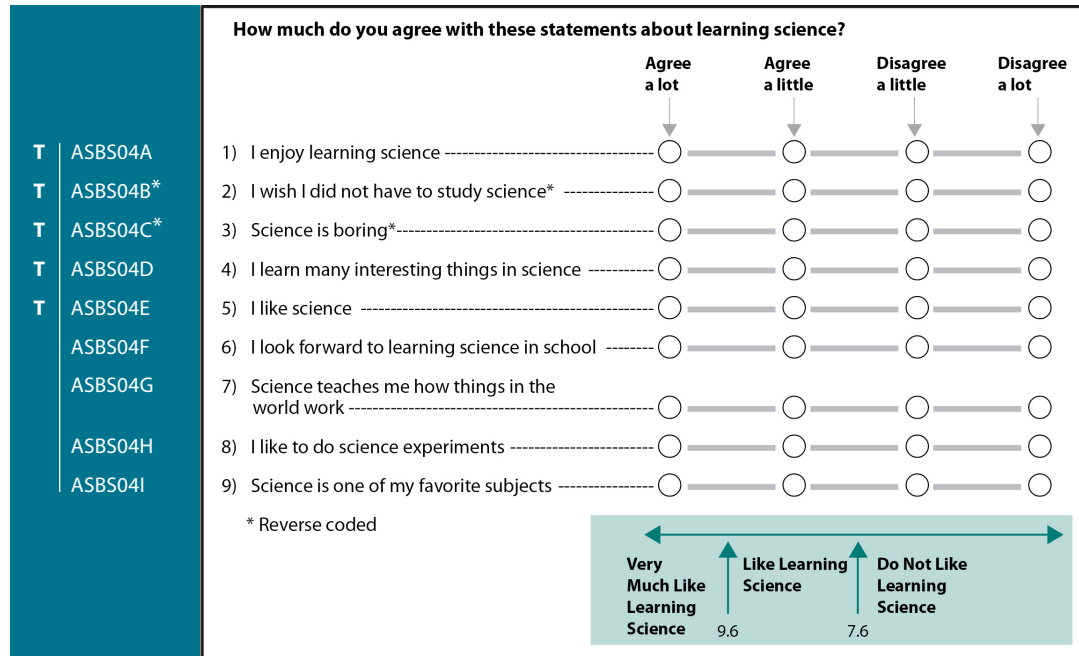 How much do you agree with these statements about learning science?
Agree a lot
Agree a little
Disagree a little
Disagree a lot
T ASBS04A 1) I enjoy learning science
T ASBS04B* 2) I wish I did not have to study science*
T ASBS04C* 3) Science is boring*
T ASBS04D 4) I learn many interesting things in science
T ASBS04E 5) I like science
ASBS04F 6) I look forward to learning science in school
ASBS04G 7) Science teaches me how things in the
world work
ASBS04H 8) I like to do science experiments
ASBS04I 9) Science is one of my favorite subjects
* Reverse coded
Very
Much Like
Learning
Science
9.6
Like Learning
Science
7.6
Do Not Like
Learning
Science